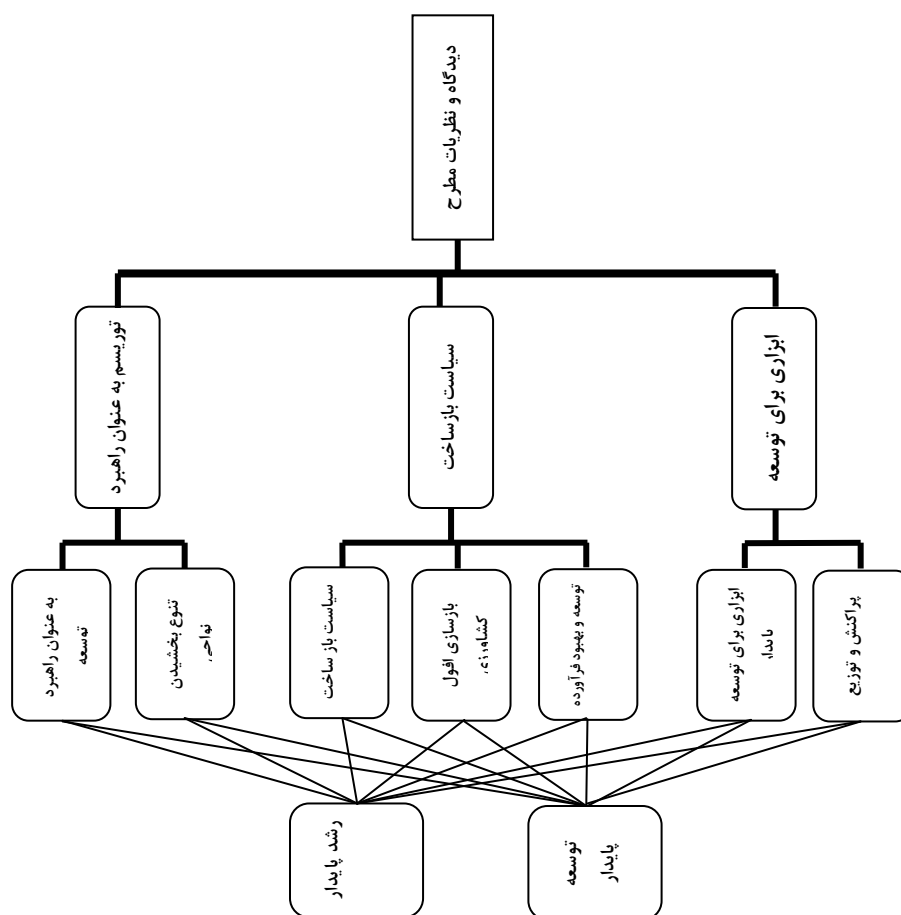 دیدگاه و نظریات مطرح
توریسم به عنوان راهبرد
سیاست بازساخت
ابزاری برای توسعه
به عنوان راهبرد
توسعه
تنوع بخشیدن
نواحی
سیاست باز ساخت
بازسازی افول
کشاورزی
توسعه و بهبود فرآورده
ابزاری برای توسعه
پایدار
پراکنش و توزیع
رشد پایدار
توسعه
پایدار